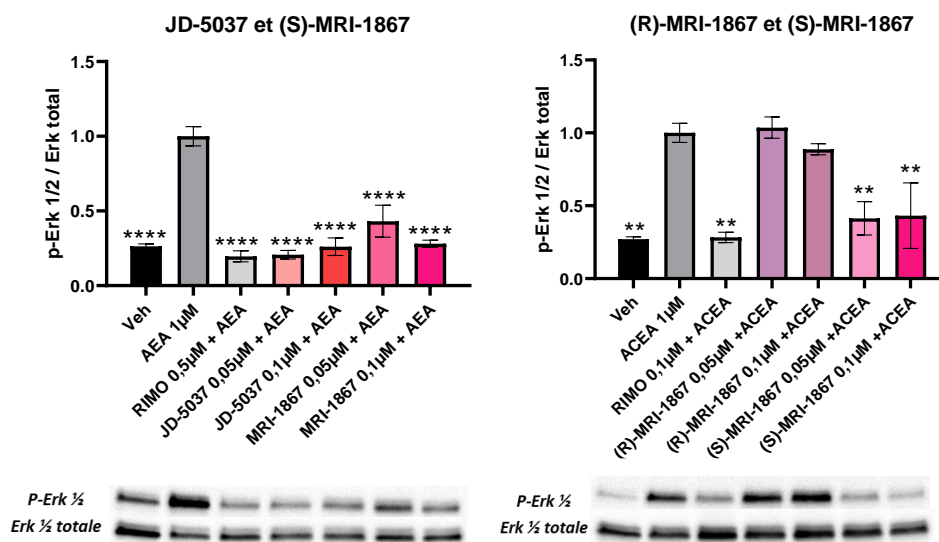 JD-5037 et (S)-MRI-1867
p-Erk 1/2 / Erk total
1.5
1.0
0.5
0.0
****
****
****
****
****
****
Veh
AEA 1µM
RIMO 0,5µM + AEA
JD-5037 0,05µM + AEA
JD-5037 0,1µM + AEA
MRI-1867 0,05µM + AEA
MRI-1867 0,1µM + AEA
P-Erk ½
Erk ½ totale
(R)-MRI-1867 et (S)-MRI-1867
p-Erk 1/2 / Erk total
1.5
1.0
0.5
0.0
**
**
**
**
Veh
ACEA 1µM
RIMO 0,1µM + ACEA
(R)-MRI-1867 0,05µM +ACEA
(R)-MRI-1867 0,1µM +ACEA
(S)-MRI-1867 0,05µM +ACEA
(S)-MRI-1867 0,1µM +ACEA
P-Erk ½
Erk ½ totale